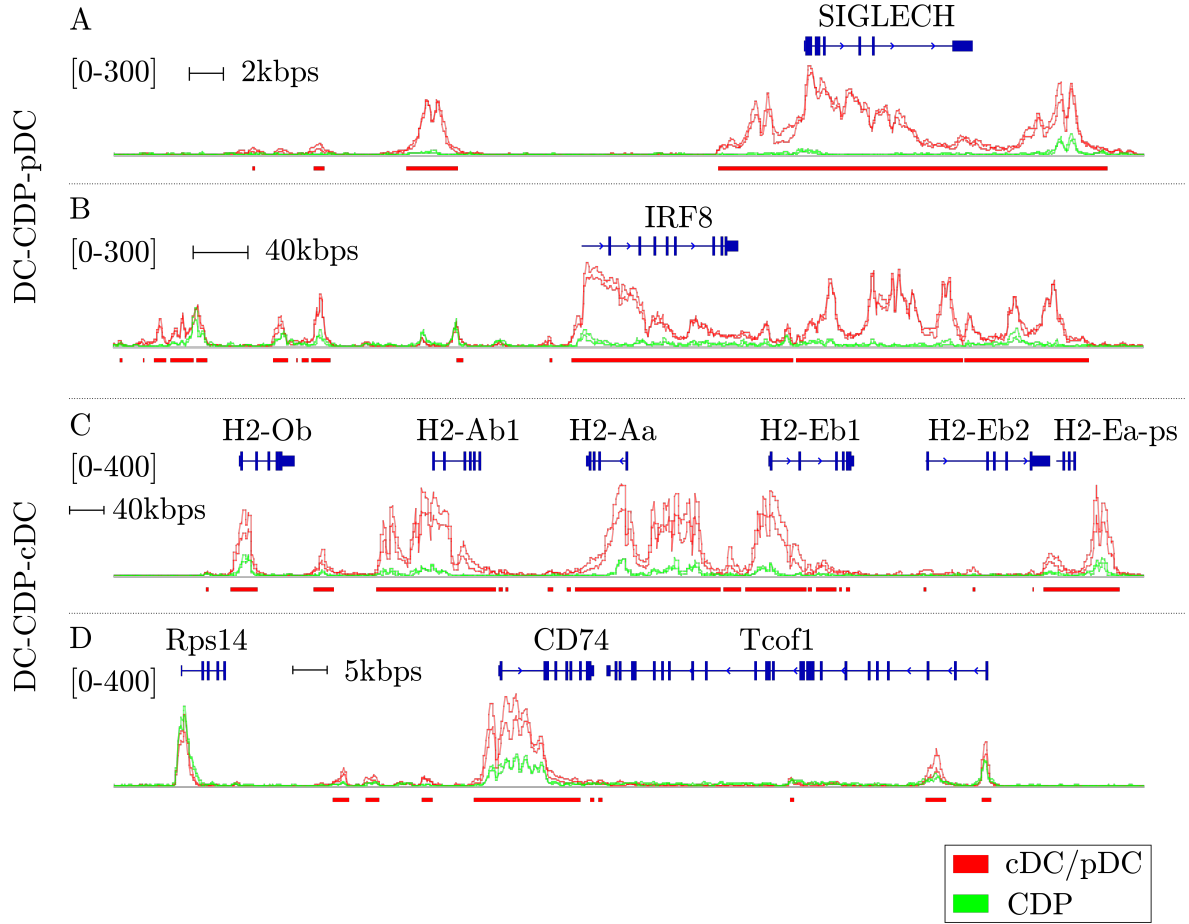 DC-CDP-pDC
A
SIGLECH
[0-300]
2kbps
B
IRF8
[0-300]
40kbps
DC-CDP-cDC
C
H2-Ob
H2-Ab1
H2-Aa
H2-Eb1
H2-Eb2
H2-Ea-ps
[0-400]
40kbps
D
Rps14
CD74
Tcof1
[0-400]
5kbps
cDC/pDC
CDP